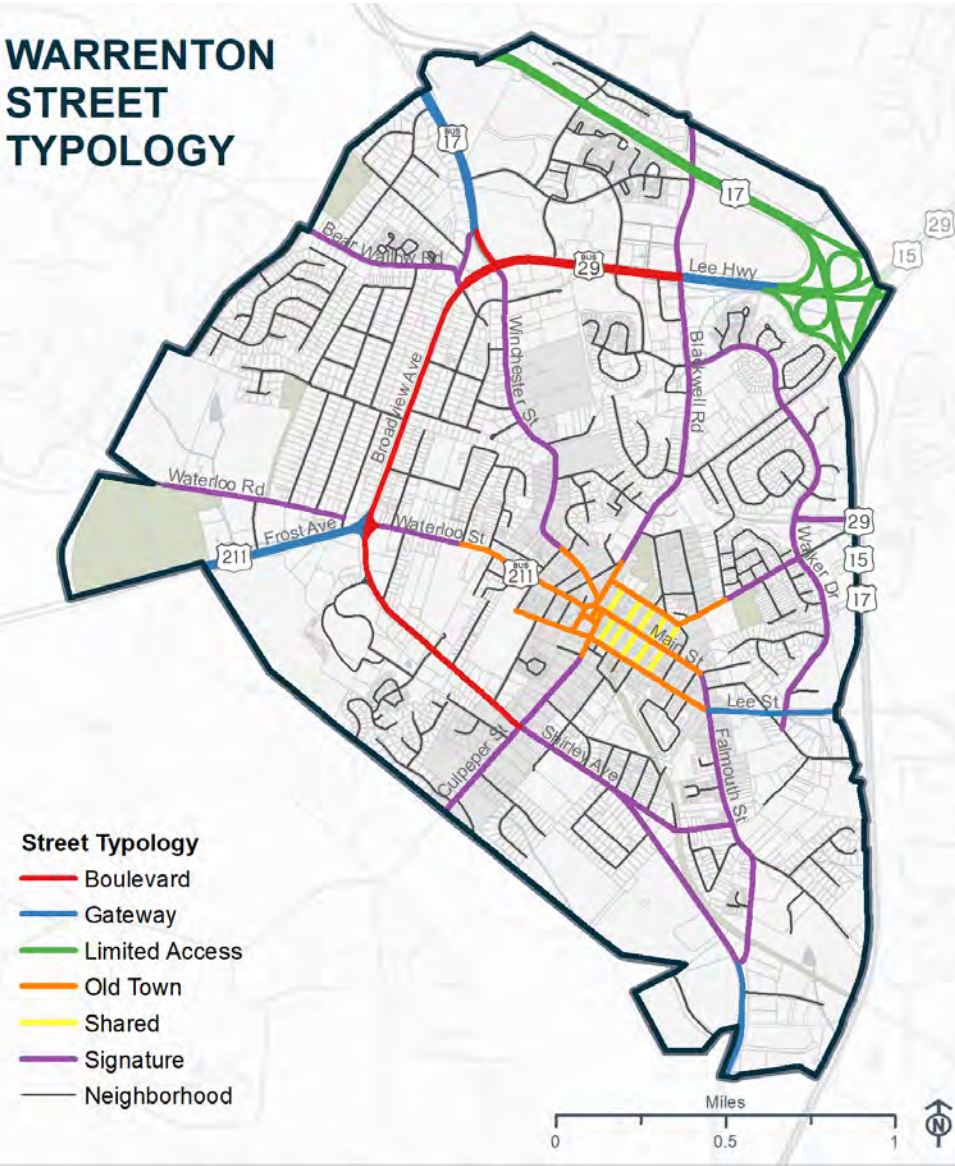 WARRENTON
STREET
TYPOLOGY
BUS
17
17
29
15
Bear Wallow Rd
BUS
29
Lee Hwy
Winchester St
Blackwell Rd
Broadview Ave
Waterloo Rd
Frost Ave
211
Waterloo St
BUS
211
29
15
17
Walker Dr
Main St
Lee St
Culpeper St
Shirley Ave
Falmouth St
Street Typology
Boulevard
Gateway
Limited Access
Old Town
Shared
Signature
Neighborhood
Miles
0
0.5
1
N